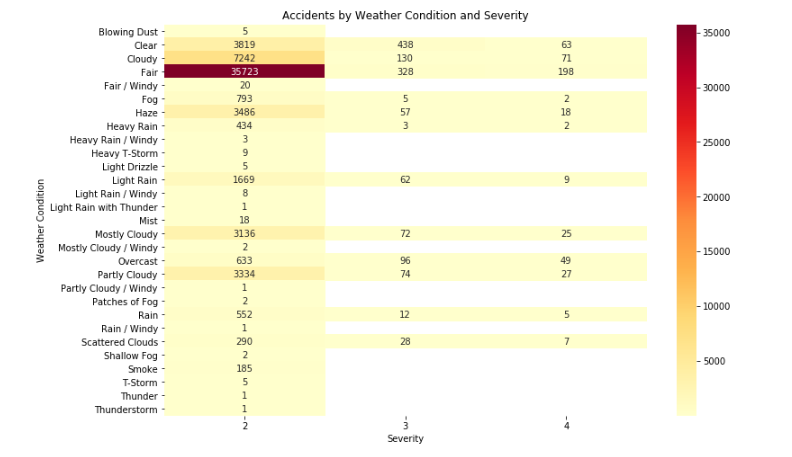 Accidents by Weather Condition and Severity
Blowing Dust 5
Clear 3819 438 63
Cloudy 7242 130 71
Fair 35723 328 198
Fair / Windy 20
Fog 793 5 2
Haze 3486 57 18
Heavy Rain 434 3 2
Heavy Rain / Windy 3
Heavy T-Storm 9
Light Drizzle 5
Light Rain 1669 62 9
Light Rain / Windy 8
Light Rain with Thunder 1
Mist 18
Mostly Cloudy 3136 72 25
Mostly Cloudy / Windy 2
Overcast 633 96 49
Partly Cloudy 3334 74 27
Partly Cloudy / Windy 1
Patches of Fog 2
Rain 552 12 5
Rain / Windy 1
Scattered Clouds 290 28 7
Shallow Fog 2
Smoke 185
T-Storm 5
Thunder 1
Thunderstorm 1
2 3 4
Severity
Weather Condition
35000
30000
25000
20000
15000
10000
5000